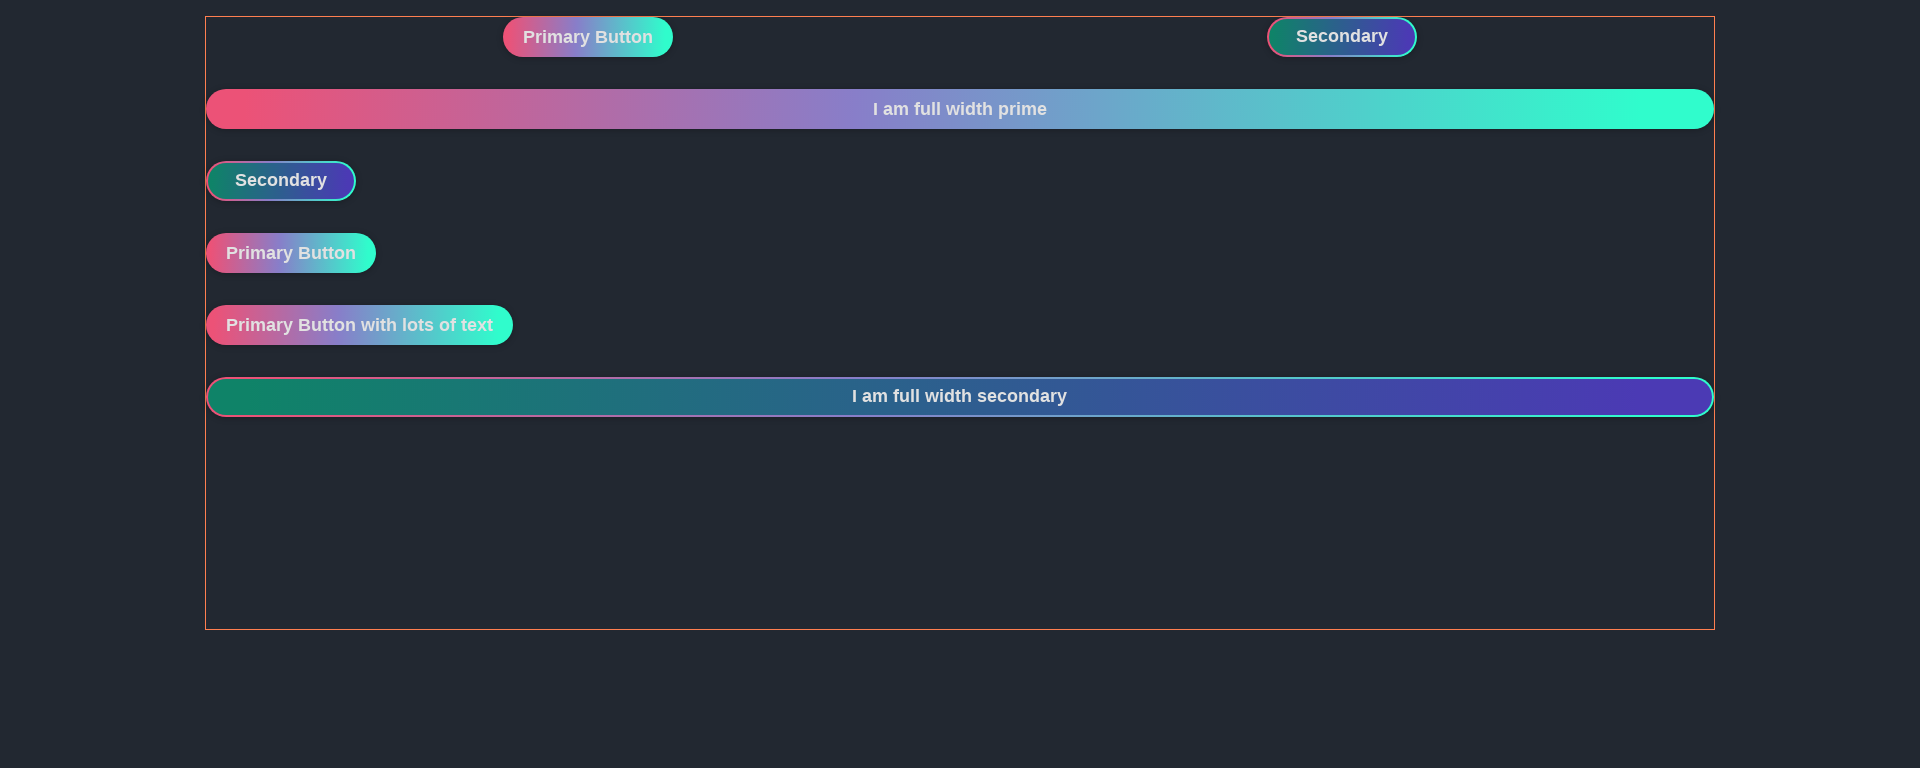 Primary Button
Secondary
I am full width prime
Secondary
Primary Button
Primary Button with lots of text
I am full width secondary